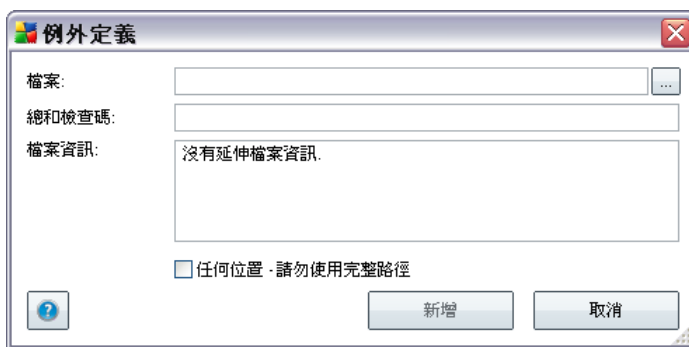 例外定義
檔案:
...
總和檢查碼:
檔案資訊:
沒有延伸檔案資訊.
任何位置 - 請勿使用完整路徑
?
新增
取消